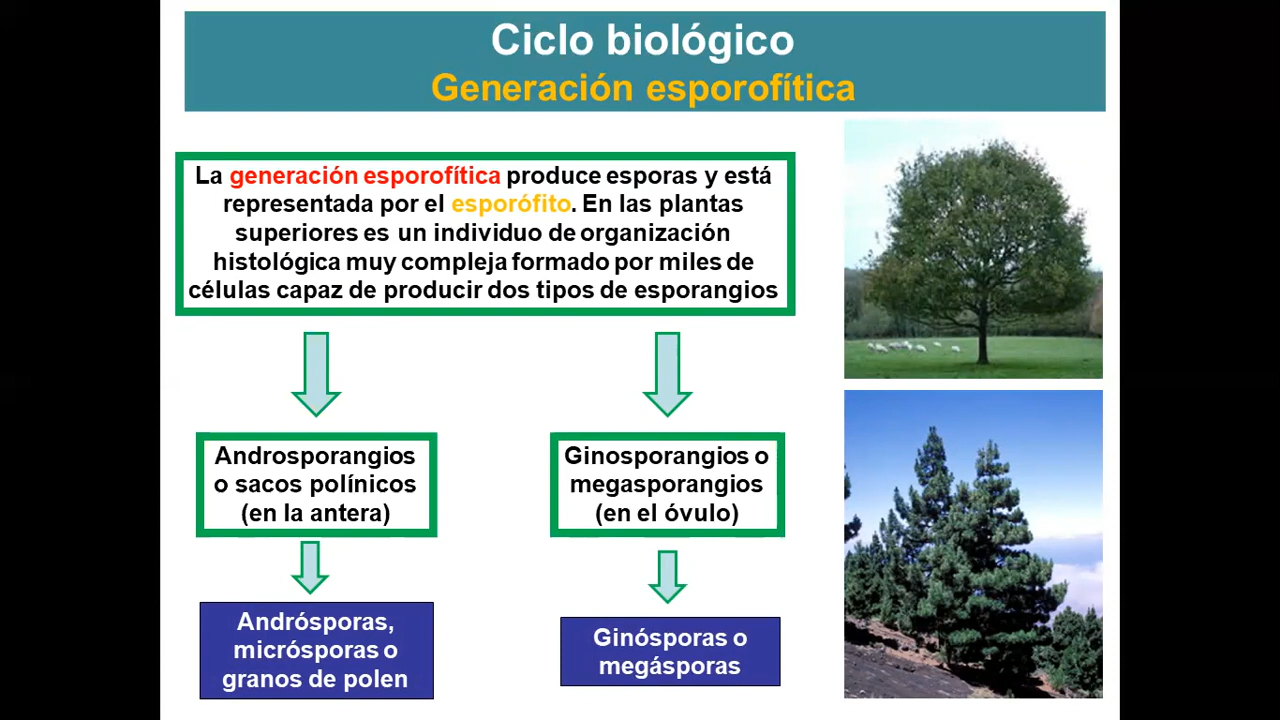 Ciclo biológico
Generación esporofítica
La generación esporofítica produce esporas y está
representada por el esporófito. En las plantas
superiores es un individuo de organización
histológica muy compleja formado por miles de
células capaz de producir dos tipos de esporangios
Androsporangios
o sacos polínicos
(en la antera)
Ginosporangios o
megasporangios
(en el óvulo)
Andrósporas,
micrósporas o
granos de polen
Ginósporas o
megásporas